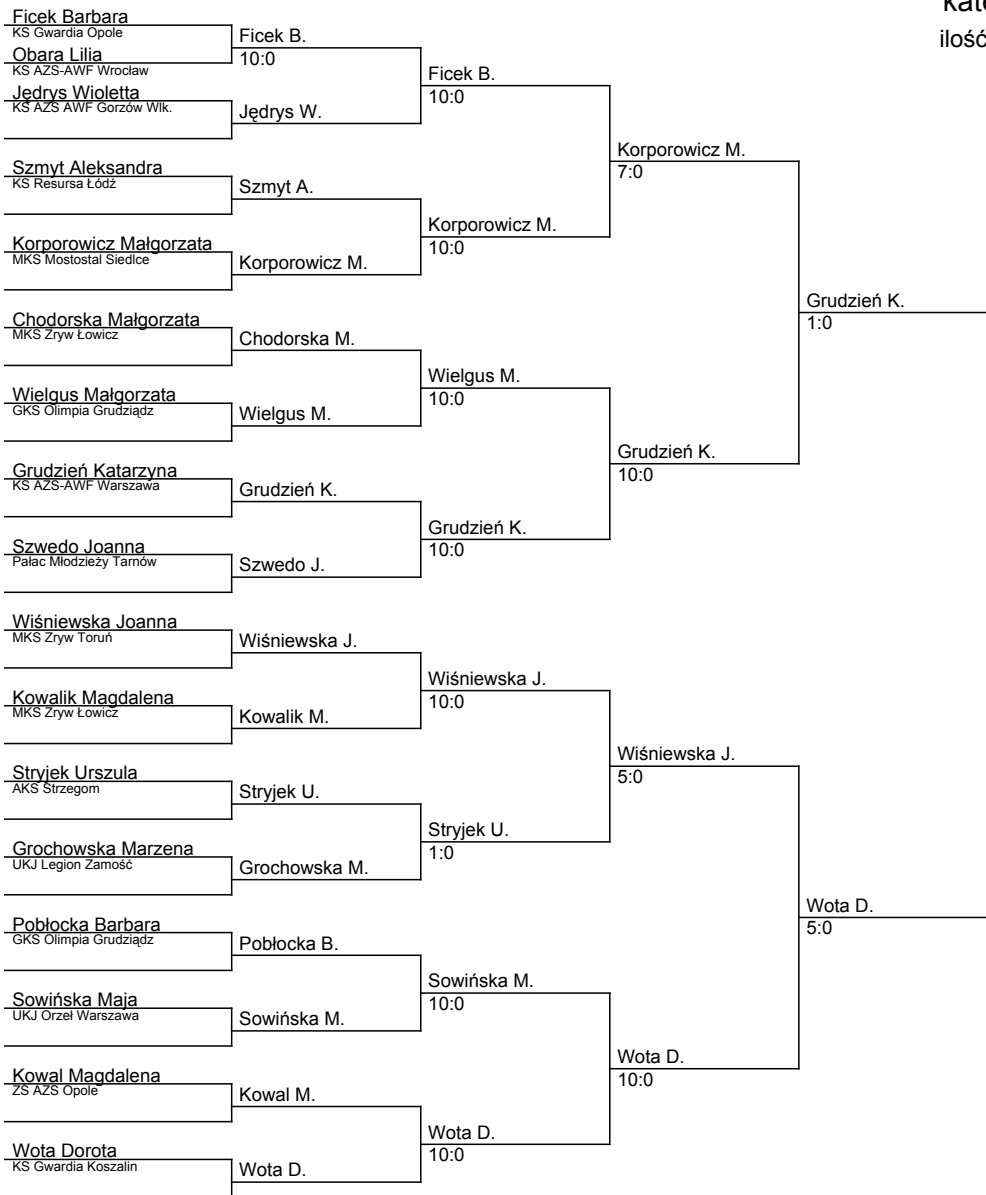 kate
ilość
Ficek Barbara
KS Gwardia Opole
Obara Lilia
KS AZS-AWF Wrocław
Jędrys Wioletta
KS AZS AWF Gorzów Wlk.
Szmyt Aleksandra
KS Resursa Łódź
Korporowicz Małgorzata
MKS Mostostal Siedlce
Chodorska Małgorzata
MKS Zryw Łowicz
Wielgus Małgorzata
GKS Olimpia Grudziądz
Grudzień Katarzyna
KS AZS-AWF Warszawa
Szwedo Joanna
Pałac Młodzieży Tarnów
Wiśniewska Joanna
MKS Zryw Toruń
Kowalik Magdalena
MKS Zryw Łowicz
Stryjek Urszula
AKS Strzegom
Grochowska Marzena
UKJ Legion Zamość
Pobłocka Barbara
GKS Olimpia Grudziądz
Sowińska Maja
UKJ Orzeł Warszawa
Kowal Magdalena
ZS AZS Opole
Wota Dorota
KS Gwardia Koszalin
Ficek B.
10:0
Jędrys W.
Szmyt A.
Korporowicz M.
Chodorska M.
Wielgus M.
Grudzień K.
Szwedo J.
Wiśniewska J.
Kowalik M.
Stryjek U.
Grochowska M.
Pobłocka B.
Sowińska M.
Kowal M.
Wota D.
Ficek B.
10:0
Korporowicz M.
10:0
Wielgus M.
10:0
Grudzień K.
10:0
Wiśniewska J.
10:0
Stryjek U.
1:0
Sowińska M.
10:0
Wota D.
10:0
Korporowicz M.
7:0
Grudzień K.
10:0
Wiśniewska J.
5:0
Wota D.
10:0
Grudzień K.
1:0
Wota D.
5:0